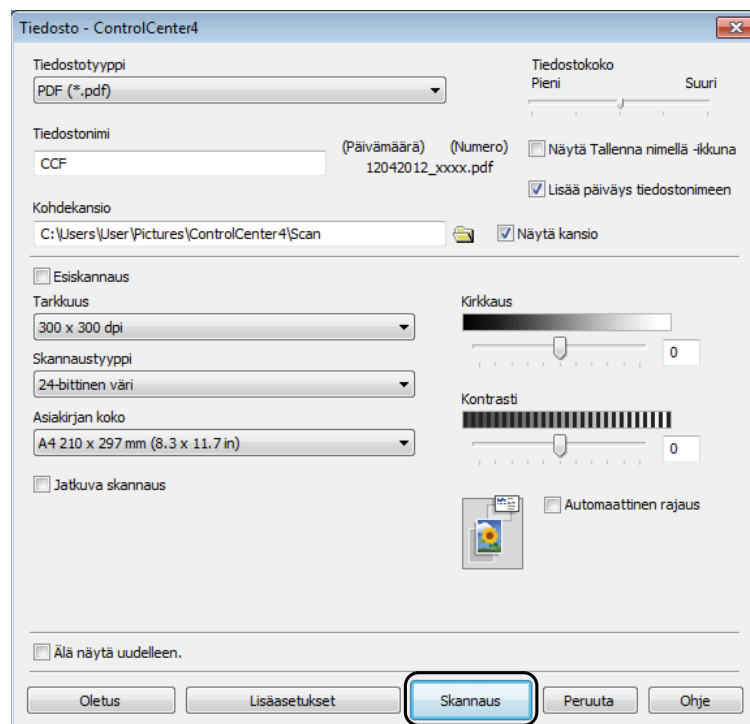 Tiedosto - ControlCenter4
Tiedostotyyppi
PDF (*.pdf)
Tiedostokoko
Pieni Suuri
Tiedostonimi
CCF
(Päivämäärä) (Numero)
12042012_xxxx.pdf
Näytä Tallenna nimellä -ikkuna
Lisää päiväys tiedostonimeen
Kohdekansio
C:\Users\User\Pictures\ControlCenter4\Scan
Näytä kansio
Esiskannaus
Tarkkuus
300 x 300 dpi
Skannaustyyppi
24-bittinen väri
Asiakirjan koko
A4 210 x 297 mm (8.3 x 11.7 in)
Jatkuva skannaus
Kirkkaus
0
Kontrasti
0
Automaattinen rajaus
Älä näytä uudelleen.
Oletus Lisäasetukset Skannaus Peruuta Ohje